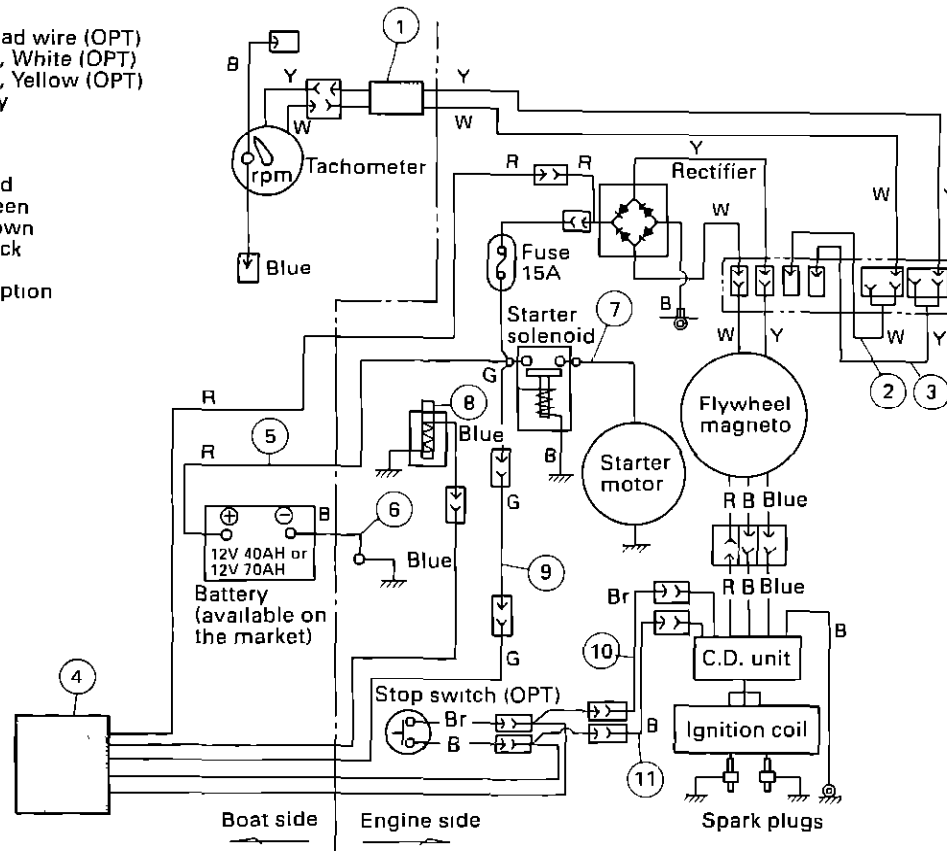 ad wire (OPT)
, White (OPT)
, Yellow (OPT)
y
d
een
own
ck
ption
1
B
Y
W
Y
W
rpm
Tachometer
Blue
R
R
Y
Rectifier
W
W
Y
Fuse
15A
B
Starter
solenoid
7
W
Y
W
Y
2
3
G
R
8
Blue
B
5
R
Flywheel
magneto
Starter
motor
G
R
B
Blue
B
6
12V 40AH or
12V 70AH
Blue
9
Battery
(available on
the market)
Br
R
B
Blue
B
G
10
C.D. unit
4
Stop switch (OPT)
Br
B
B
Ignition coil
11
Boat side
Engine side
Spark plugs